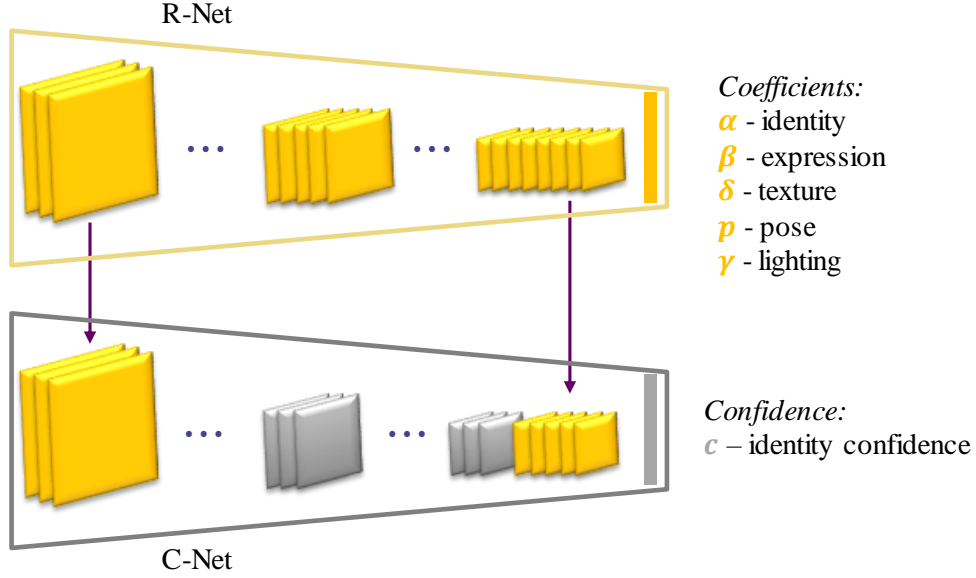 R-Net
Coefficients:
α - identity
β - expression
δ - texture
p - pose
γ - lighting
Confidence:
c – identity confidence
C-Net